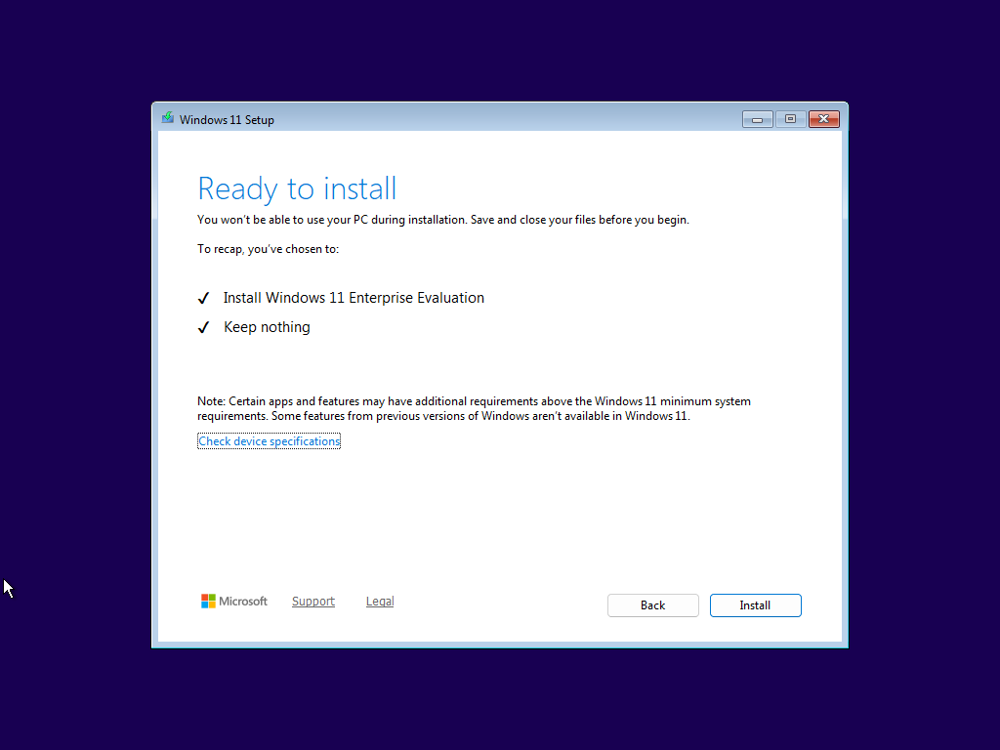 Windows 11 Setup
Ready to install
You won't be able to use your PC during installation. Save and close your files before you begin.
To recap, you've chosen to:
Install Windows 11 Enterprise Evaluation
Keep nothing
Note: Certain apps and features may have additional requirements above the Windows 11 minimum system
requirements. Some features from previous versions of Windows aren't available in Windows 11.
Check device specifications
Microsoft Support Legal
Back Install